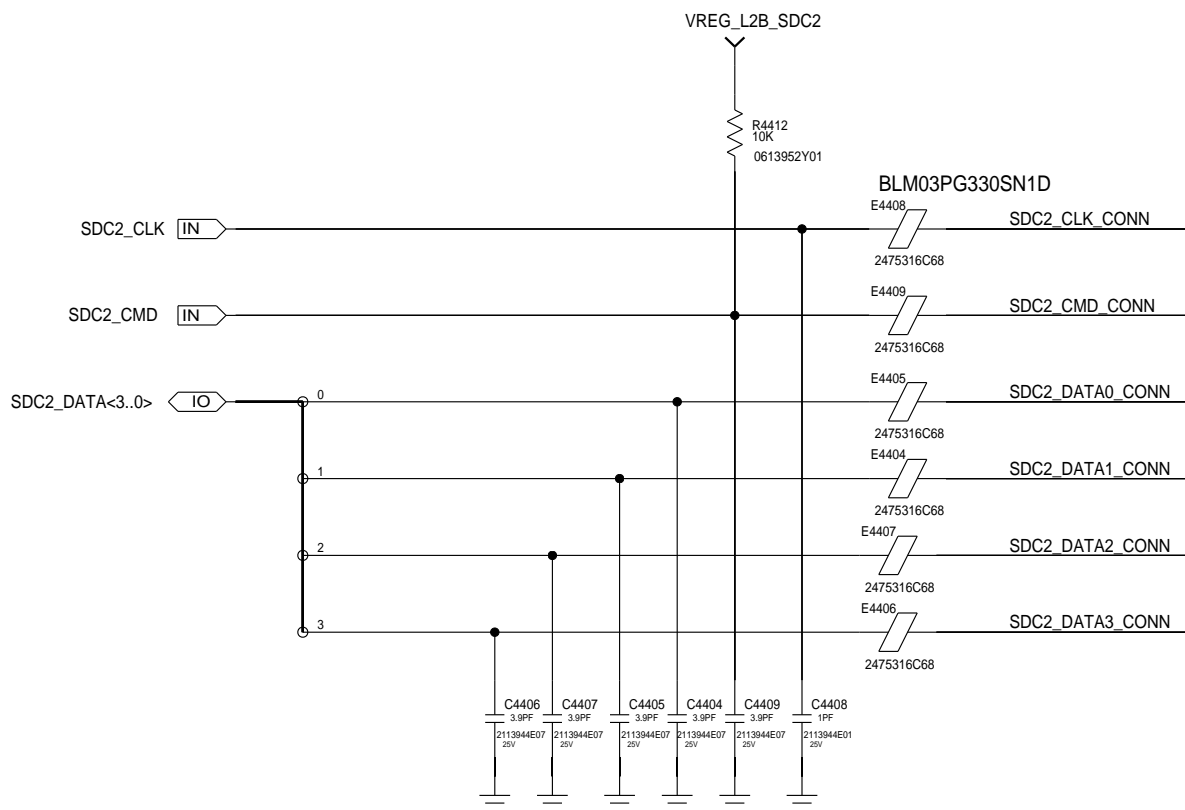 VREG_L2B_SDC2
R4412
10K
0613952Y01
BLM03PG330SN1D
E4408
SDC2_CLK
IN
SDC2_CLK_CONN
2475316C68
E4409
SDC2_CMD
IN
SDC2_CMD_CONN
2475316C68
E4405
SDC2_DATA<3..0>
IO
0
SDC2_DATA0_CONN
2475316C68
E4404
1
SDC2_DATA1_CONN
2475316C68
E4407
2
SDC2_DATA2_CONN
2475316C68
E4406
3
SDC2_DATA3_CONN
2475316C68
C4406
3.9PF
2113944E07
25V
C4407
3.9PF
2113944E07
25V
C4405
3.9PF
2113944E07
25V
C4404
3.9PF
2113944E07
25V
C4409
3.9PF
2113944E07
25V
C4408
1PF
2113944E01
25V